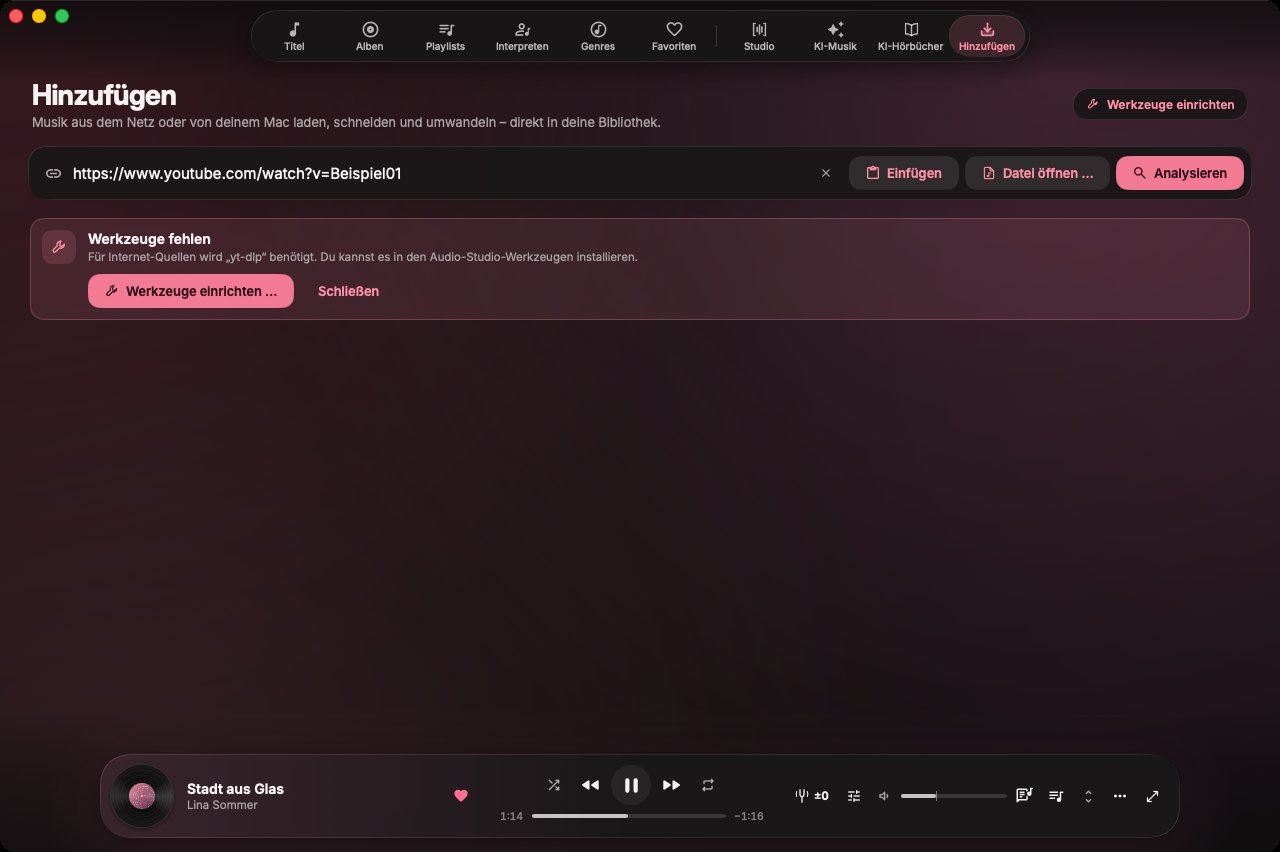 Titel
Alben
Playlists
Interpreten
Genres
Favoriten
Studio
KI-Musik
KI-Hörbücher
Hinzufügen
Hinzufügen
Musik aus dem Netz oder von deinem Mac laden, schneiden und umwandeln – direkt in deine Bibliothek.
Werkzeuge einrichten
https://www.youtube.com/watch?v=Beispiel01
Einfügen
Datei öffnen ...
Analysieren
Werkzeuge fehlen
Für Internet-Quellen wird „yt-dlp“ benötigt. Du kannst es in den Audio-Studio-Werkzeugen installieren.
Werkzeuge einrichten ...
Schließen
Stadt aus Glas
Lina Sommer
1:14
−1:16
±0